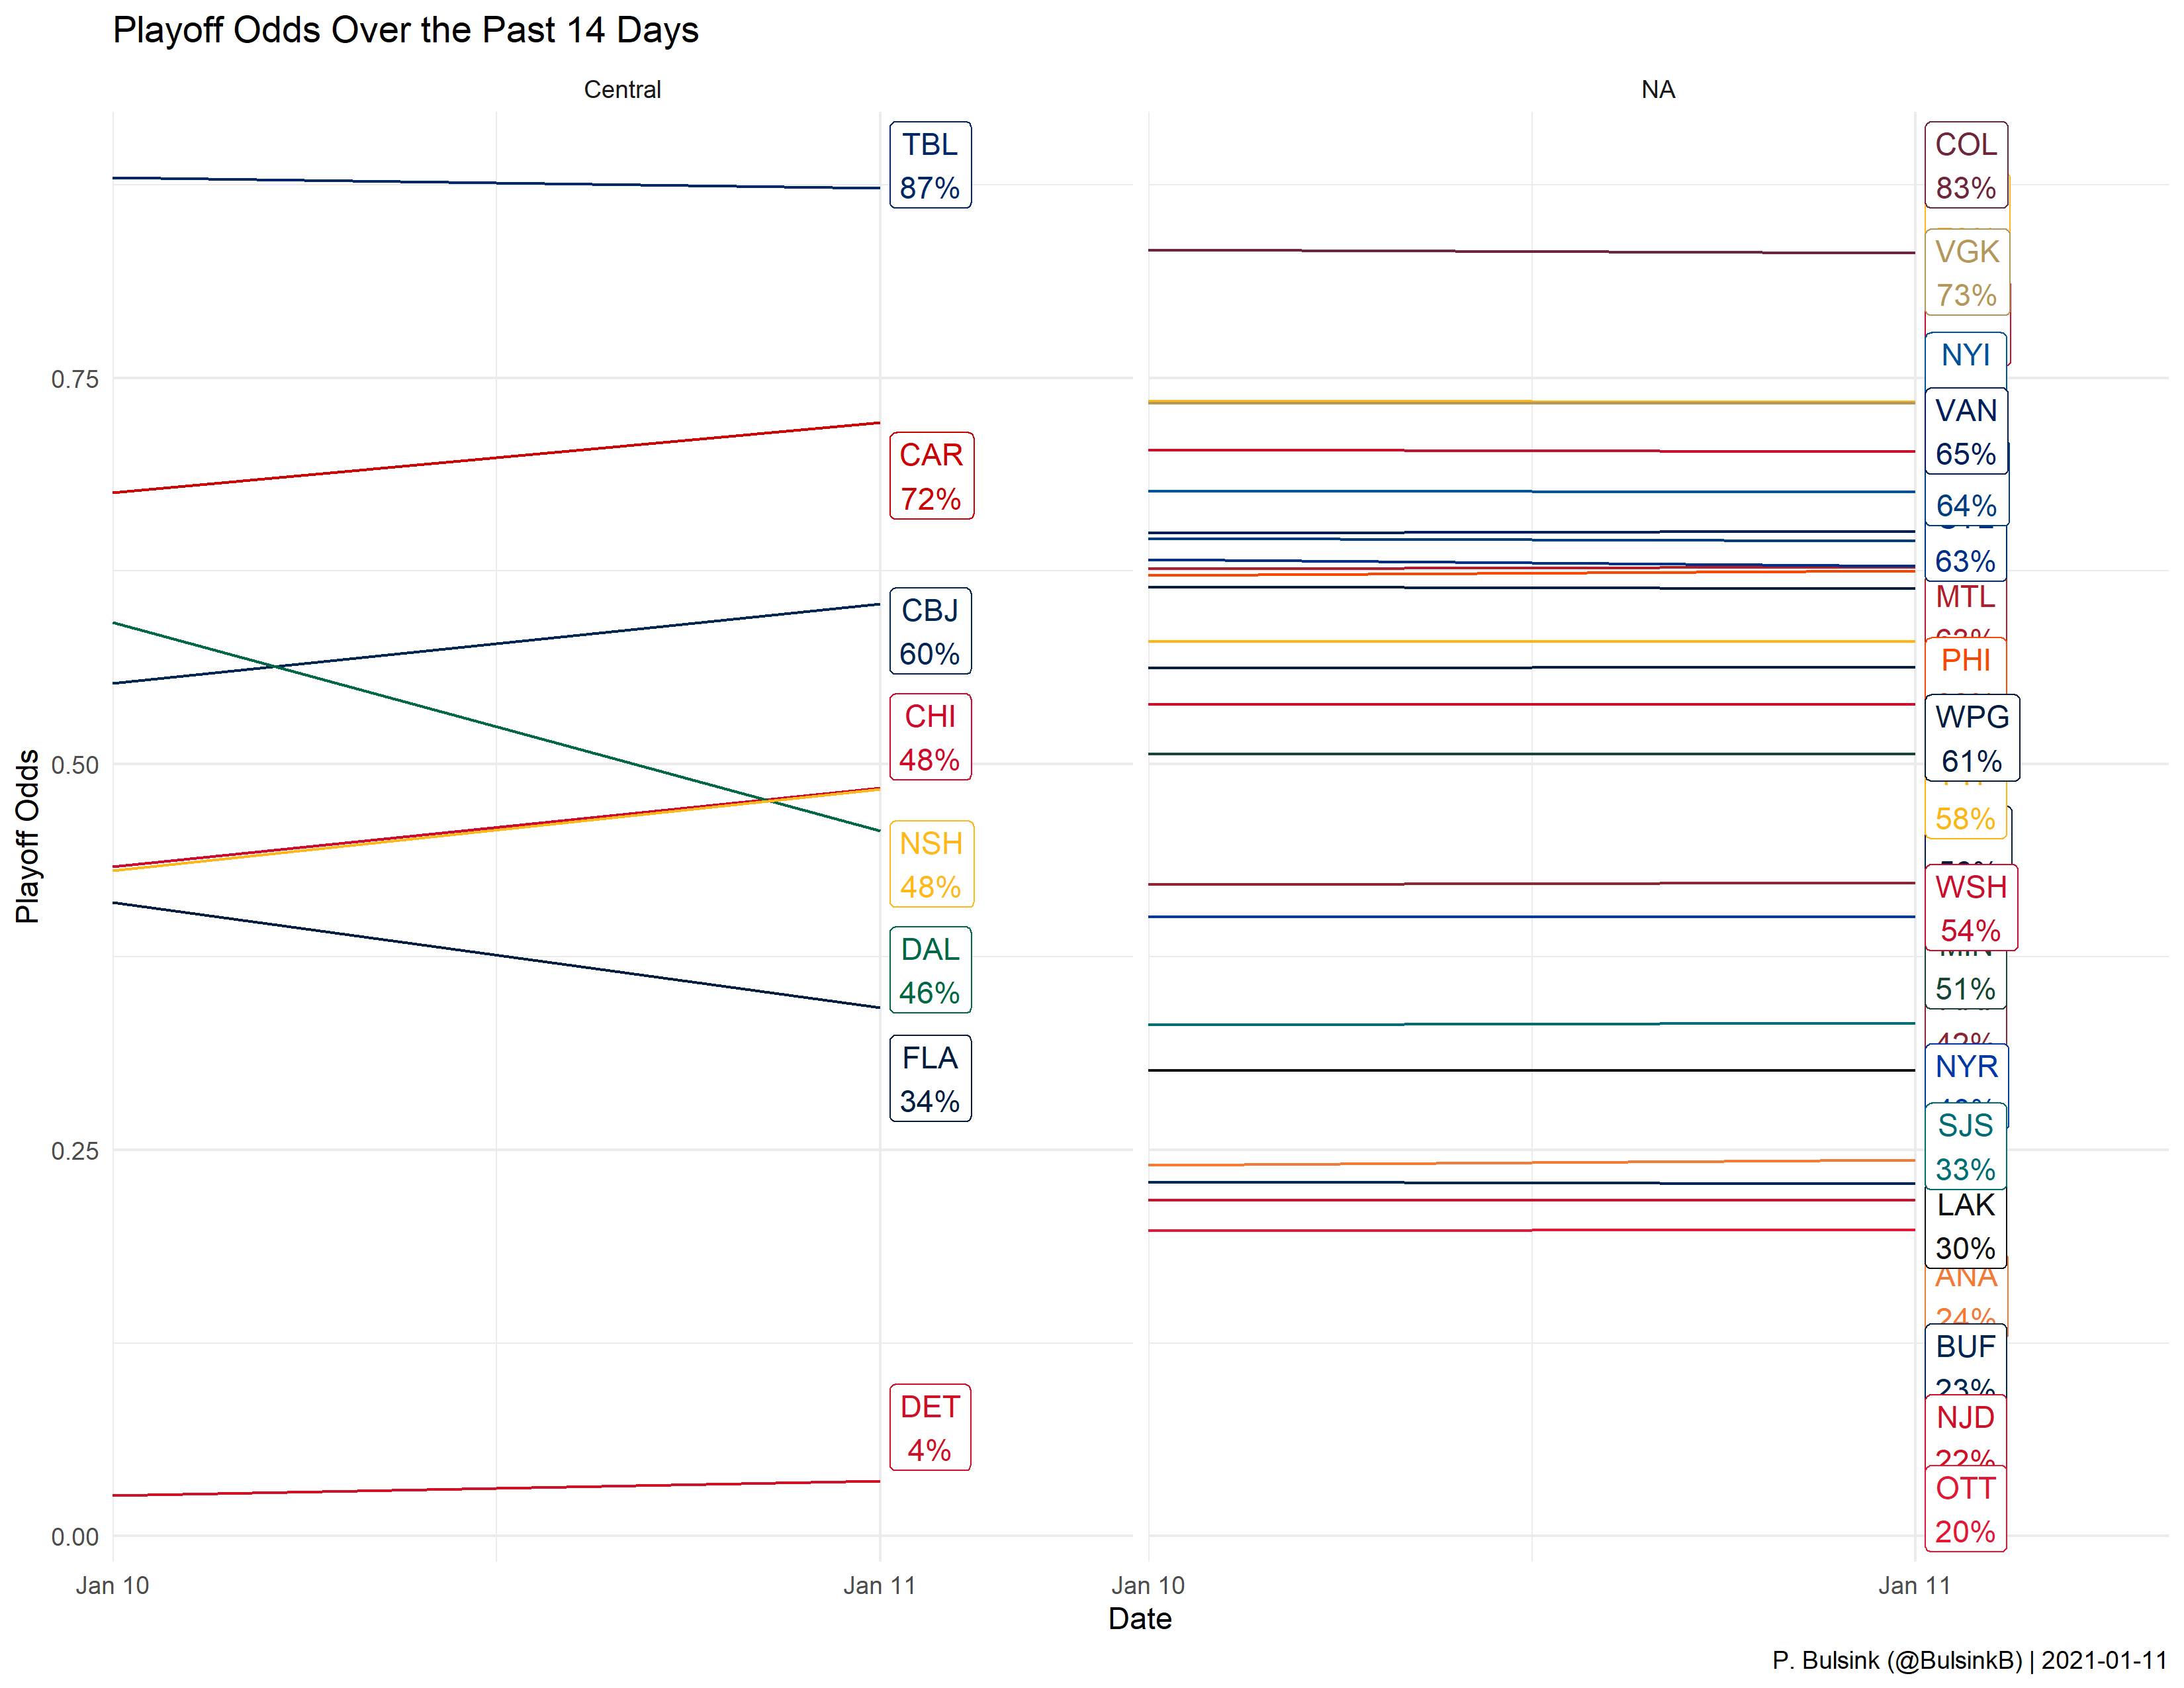 Playoff Odds Over the Past 14 Days
Central
NA
TBL
87%
CAR
72%
CBJ
60%
CHI
48%
NSH
48%
DAL
46%
FLA
34%
DET
4%
COL
83%
VGK
73%
NYI
VAN
65%
64%
63%
MTL
PHI
WPG
61%
58%
WSH
54%
51%
42%
NYR
SJS
33%
LAK
30%
ANA
24%
BUF
23%
NJD
22%
OTT
20%
0.75
0.50
0.25
0.00
Playoff Odds
Jan 10
Jan 11
Jan 10
Jan 11
Date
P. Bulsink (@BulsinkB) | 2021-01-11